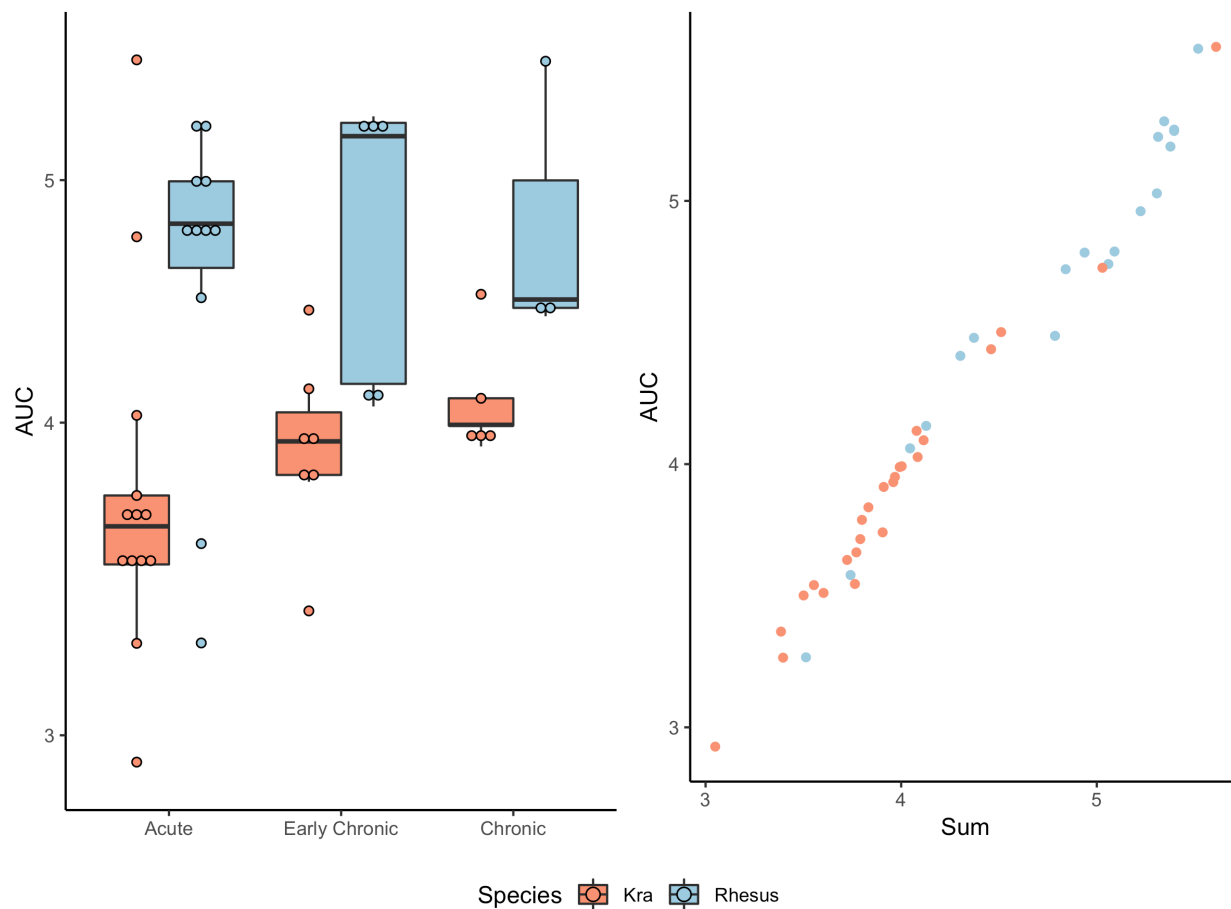 AUC
5
4
3
Acute
Early Chronic
Chronic
AUC
5
4
3
3
4
5
Sum
Species
Kra
Rhesus